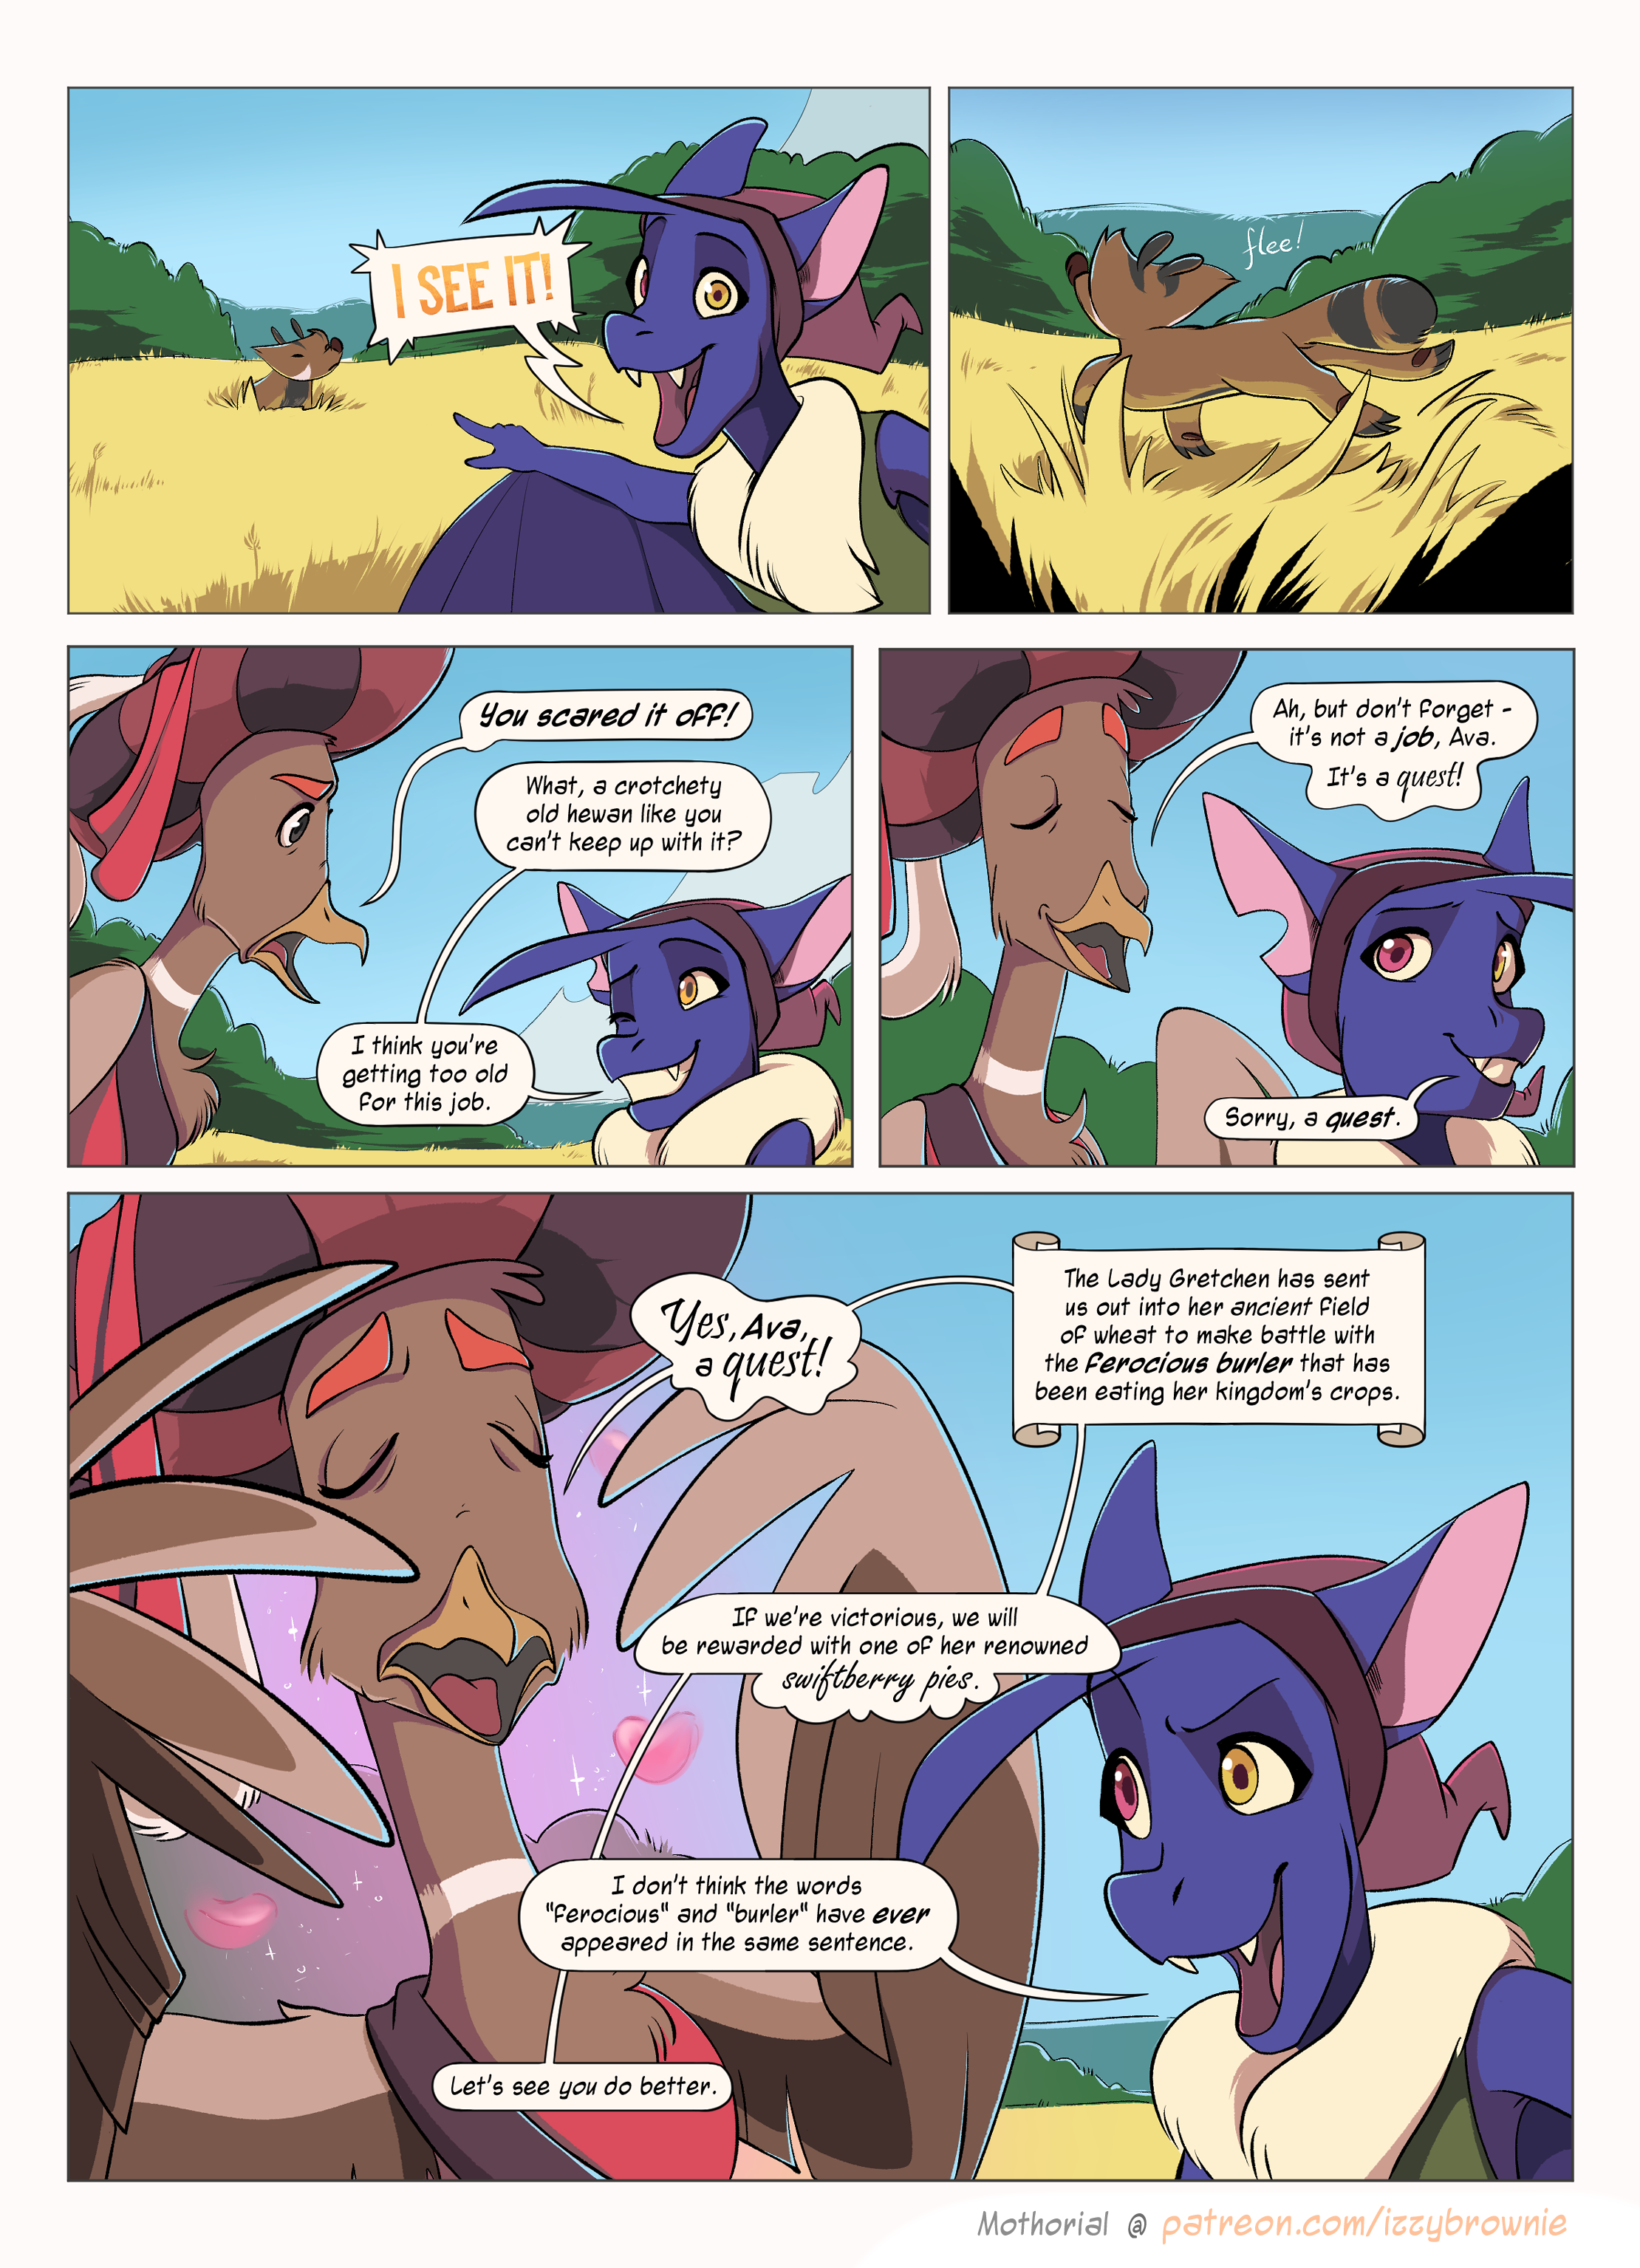 I SEE IT!
flee!
You scared it off!
What, a crotchety
old hewan like you
can't keep up with it?
I think you're
getting too old
for this job.
Ah, but don't forget -
it's not a job, Ava.
It's a quest!
Sorry, a quest.
Yes, Ava,
a quest!
The Lady Gretchen has sent
us out into her ancient field
of wheat to make battle with
the ferocious burler that has
been eating her kingdom's crops.
If we're victorious, we will
be rewarded with one of her renowned
swiftberry pies.
I don't think the words
"ferocious" and "burler" have ever
appeared in the same sentence.
Let's see you do better.
Mothorial @ patreon.com/izzybrownie